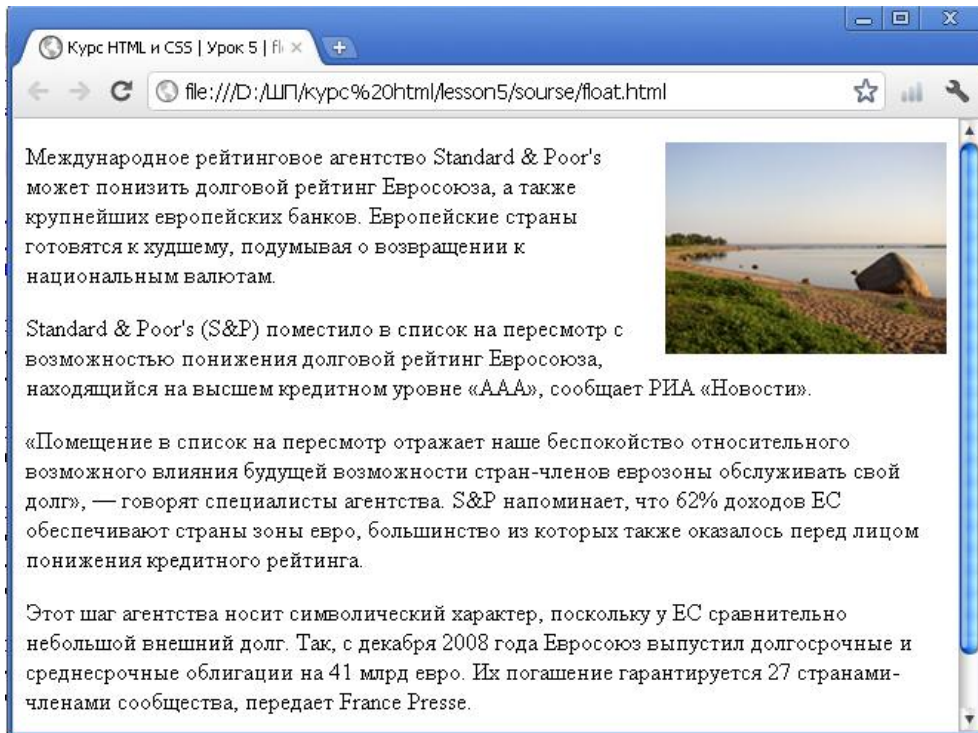 Курс HTML и CSS | Урок 5 | fl
file:///D:/ШП/курс%20html/lesson5/sourse/float.html
Международное рейтинговое агентство Standard & Poor's
может понизить долговой рейтинг Евросоюза, а также
крупнейших европейских банков. Европейские страны
готовятся к худшему, подумывая о возвращении к
национальным валютам.
Standard & Poor's (S&P) поместило в список на пересмотр с
возможностью понижения долговой рейтинг Евросоюза,
находящийся на высшем кредитном уровне «ААА», сообщает РИА «Новости».
«Помещение в список на пересмотр отражает наше беспокойство относительного
возможного влияния будущей возможности стран-членов еврозоны обслуживать свой
долг», — говорят специалисты агентства. S&P напоминает, что 62% доходов ЕС
обеспечивают страны зоны евро, большинство из которых также оказалось перед лицом
понижения кредитного рейтинга.
Этот шаг агентства носит символический характер, поскольку у ЕС сравнительно
небольшой внешний долг. Так, с декабря 2008 года Евросоюз выпустил долгосрочные и
среднесрочные облигации на 41 млрд евро. Их погашение гарантируется 27 странами-
членами сообщества, передает France Presse.